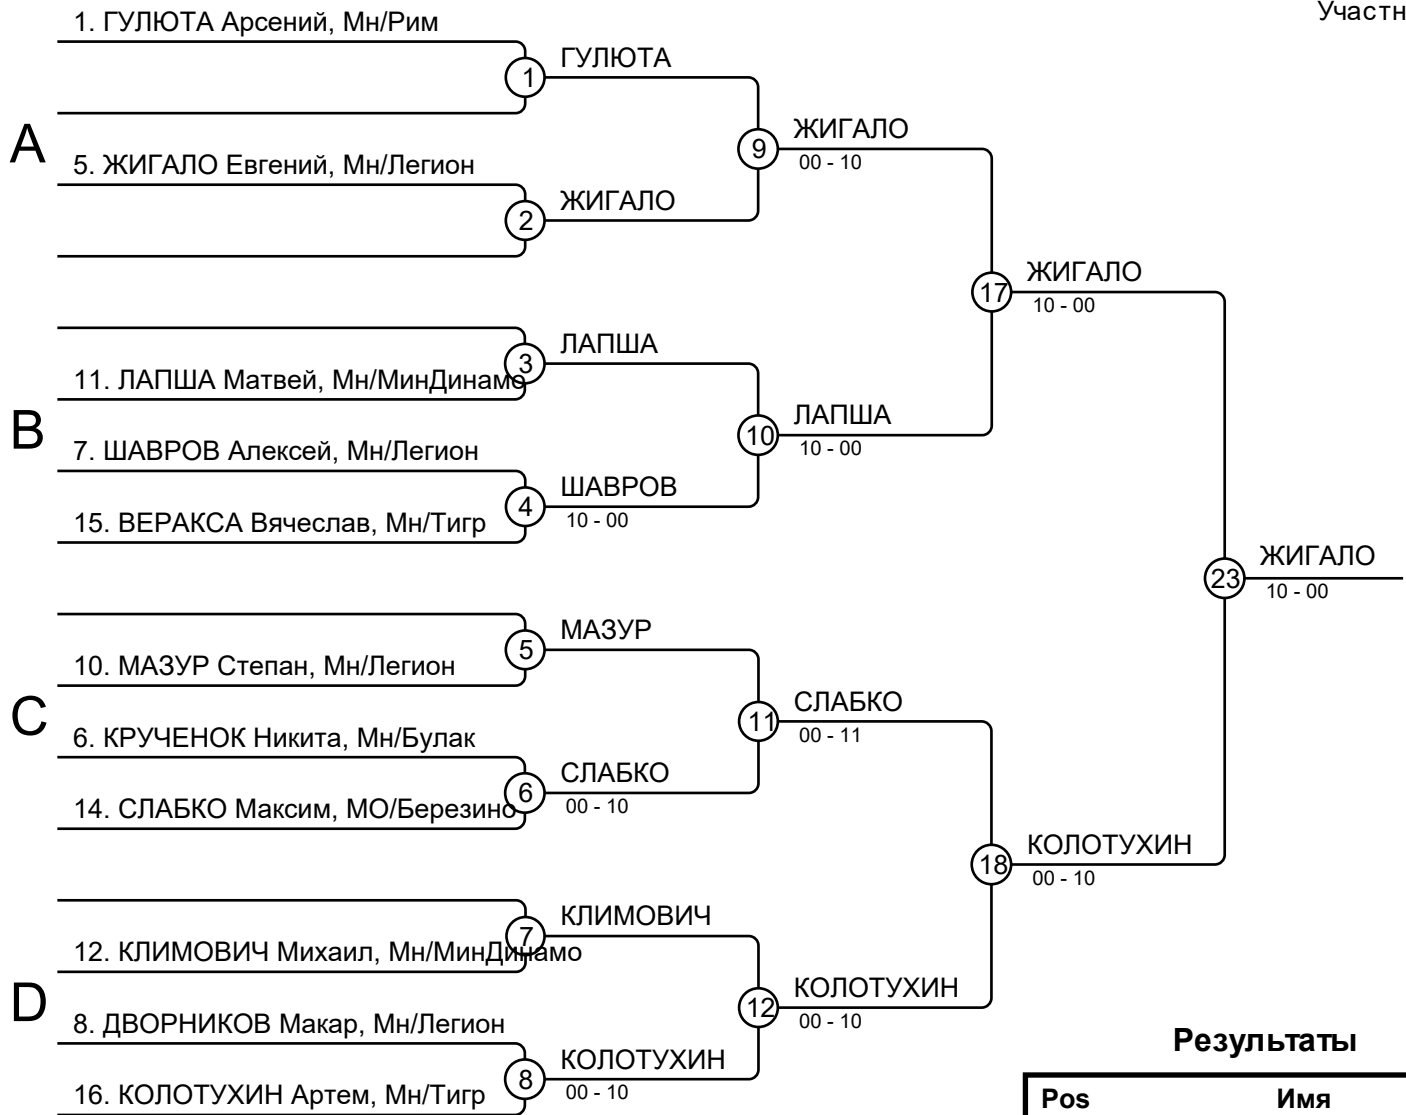 Участн
1. ГУЛЮТА Арсений, Мн/Рим
1
ГУЛЮТА
A
5. ЖИГАЛО Евгений, Мн/Легион
2
ЖИГАЛО
9
ЖИГАЛО
00 - 10
B
3
ЛАПША
11. ЛАПША Матвей, Мн/МинДинамо
7. ШАВРОВ Алексей, Мн/Легион
4
ШАВРОВ
10 - 00
15. ВЕРАКСА Вячеслав, Мн/Тигр
10
ЛАПША
10 - 00
17
ЖИГАЛО
10 - 00
C
5
МАЗУР
10. МАЗУР Степан, Мн/Легион
6. КРУЧЕНОК Никита, Мн/Булак
6
СЛАБКО
00 - 10
14. СЛАБКО Максим, МО/Березино
11
СЛАБКО
00 - 11
D
7
КЛИМОВИЧ
12. КЛИМОВИЧ Михаил, Мн/МинДинамо
8. ДВОРНИКОВ Макар, Мн/Легион
8
КОЛОТУХИН
00 - 10
16. КОЛОТУХИН Артем, Мн/Тигр
12
КОЛОТУХИН
00 - 10
18
КОЛОТУХИН
00 - 10
23
ЖИГАЛО
10 - 00
Результаты
Pos Имя